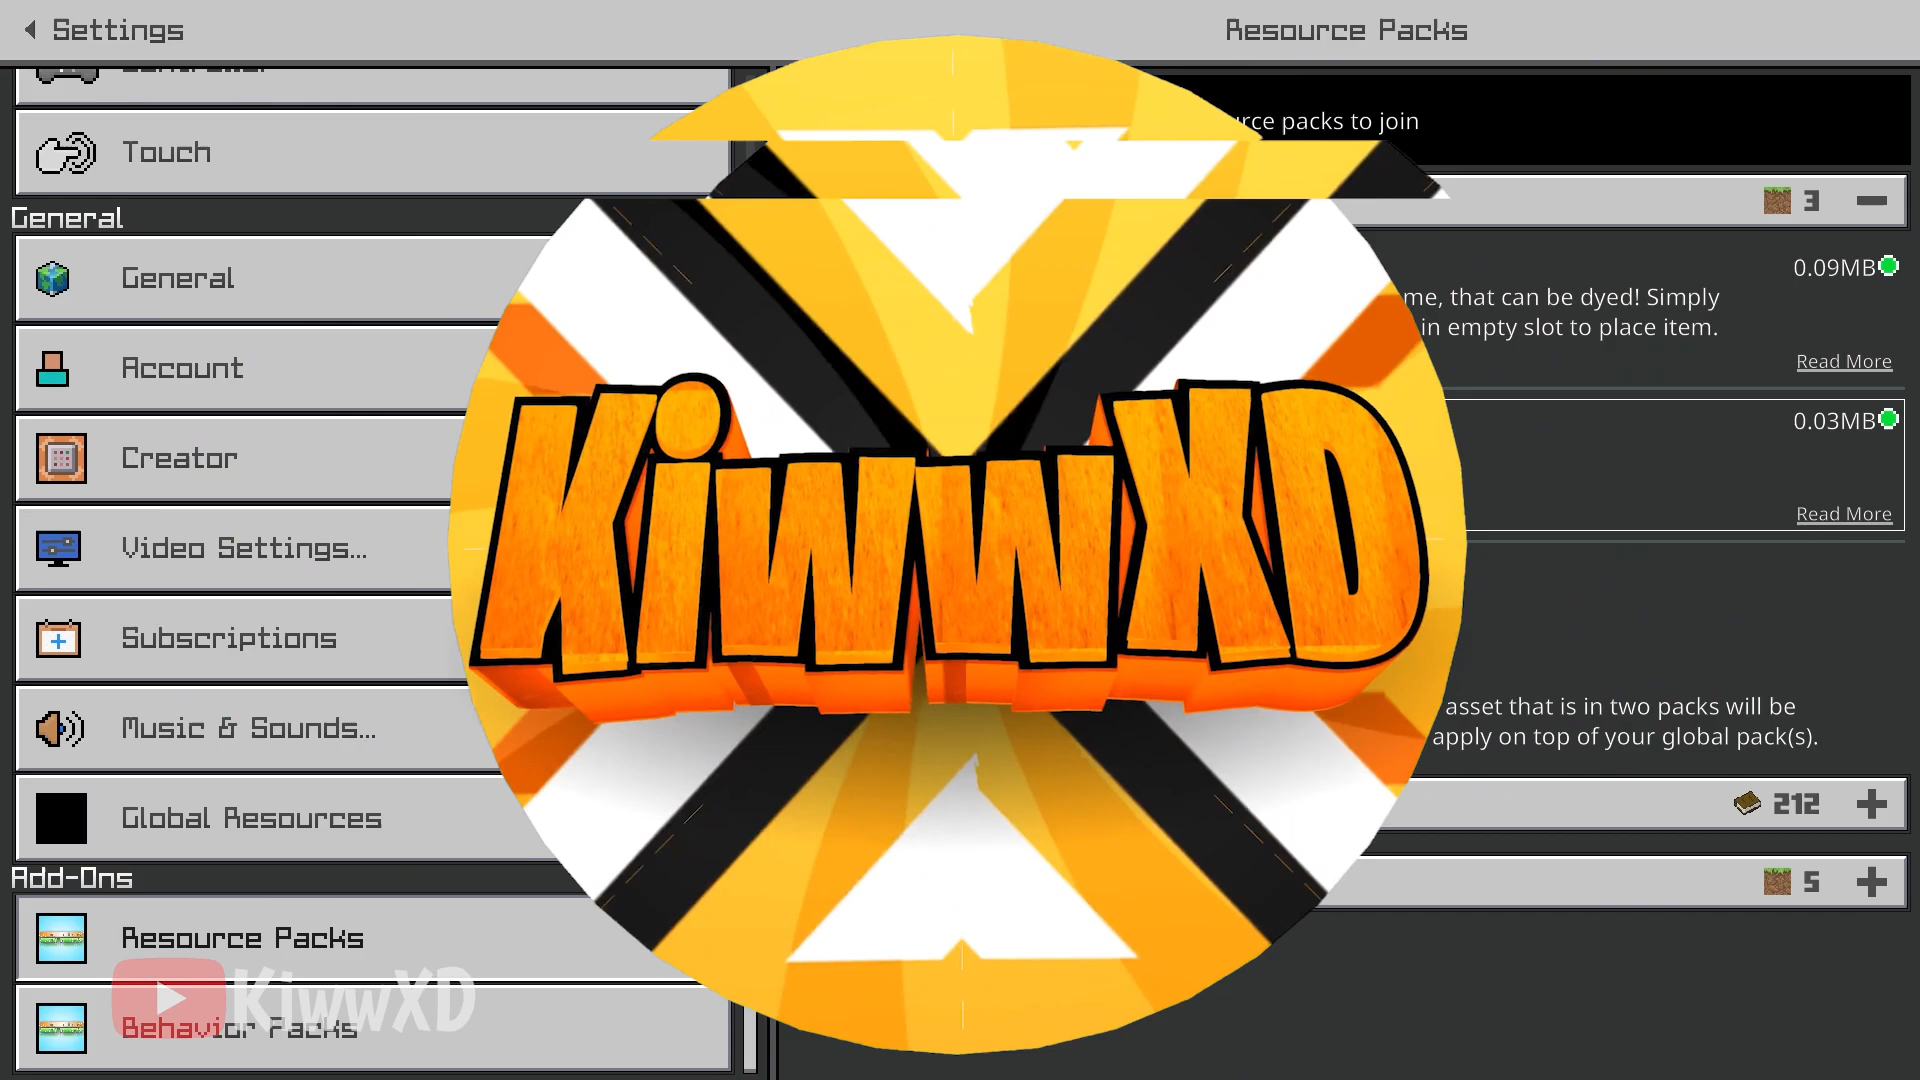 Settings
Resource Packs
Touch
General
General
Account
Creator
Video Settings...
Subscriptions
Music & Sounds...
Global Resources
Add-Ons
Resource Packs
Behavior Packs
KiwwXD
KiwwXD
packs to join
3
0.09MB
that can be dyed! Simply
in empty slot to place item.
Read More
0.03MB
Read More
asset that is in two packs will be
apply on top of your global pack(s).
212
5